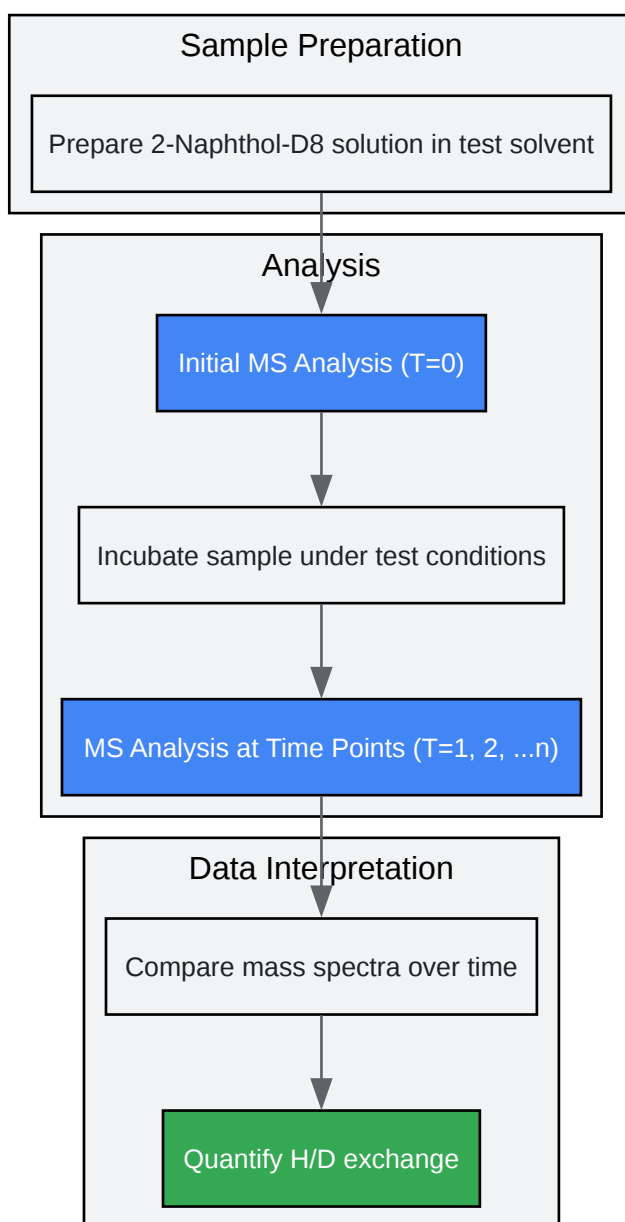 Sample Preparation
Prepare 2-Naphthol-D8 solution in test solvent
Analysis
Initial MS Analysis (T=0)
Incubate sample under test conditions
MS Analysis at Time Points (T=1, 2, ...n)
Data Interpretation
Compare mass spectra over time
Quantify H/D exchange